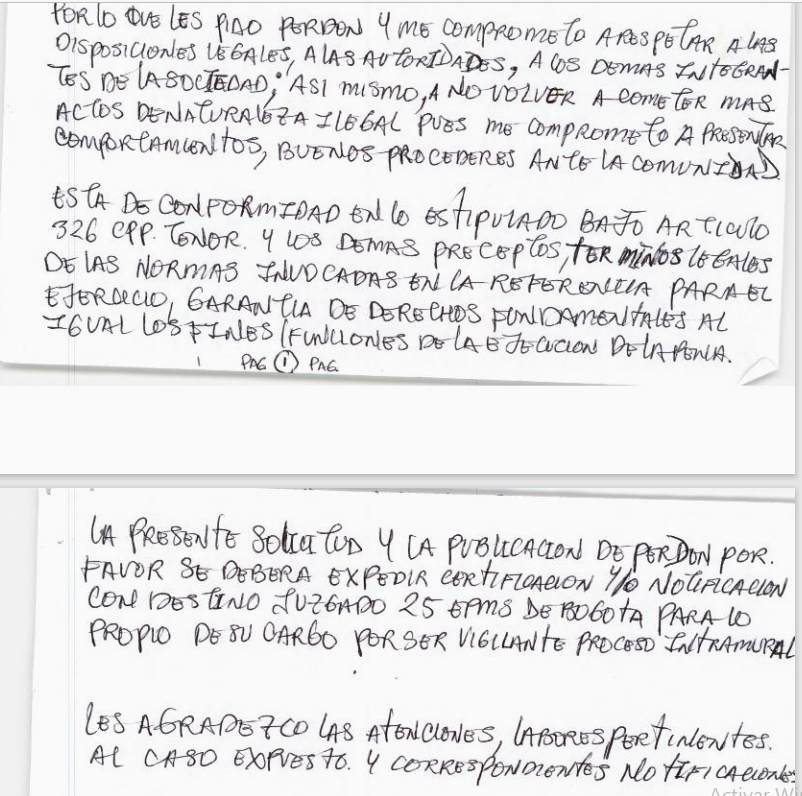 POR LO QUE LES PIDO PERDON Y ME COMPROMETO A RESPETAR A LAS
DISPOSICIONES LEGALES, A LAS AUTORIDADES, A LOS DEMAS INTEGRAN-
TES DE LA SOCIEDAD; ASI MISMO, A NO VOLVER A COMETER MAS
ACTOS DE NATURALEZA ILEGAL PUES ME COMPROMETO A PRESENTAR
COMPORTAMIENTOS, BUENOS PROCEDERES ANTE LA COMUNIDAD
ESTA DE CONFORMIDAD EN LO ESTIPULADO BAJO ARTICULO
326 CPP. TENOR. Y LOS DEMAS PRECEPTOS, TERMINOS LEGALES
DE LAS NORMAS INVOCADAS EN LA REFERENCIA PARA EL
EJERCICIO, GARANTIA DE DERECHOS FUNDAMENTALES AL
IGUAL LOS FINES (FUNCIONES DE LA EJECUCION DE LA PENA.
PAG 1 PAG
LA PRESENTE SOLICITUD Y LA PUBLICACION DE PERDON POR.
FAVOR SE DEBERA EXPEDIR CERTIFICACION Y/O NOTIFICACION
CON DESTINO JUZGADO 25 EPMS DE BOGOTA PARA LO
PROPIO DE SU CARGO POR SER VIGILANTE PROCESO INTRAMURAL
LES AGRADEZCO LAS ATENCIONES, LABORES PERTINENTES.
AL CASO EXPUESTO. Y CORRESPONDIENTES NOTIFICACIONES